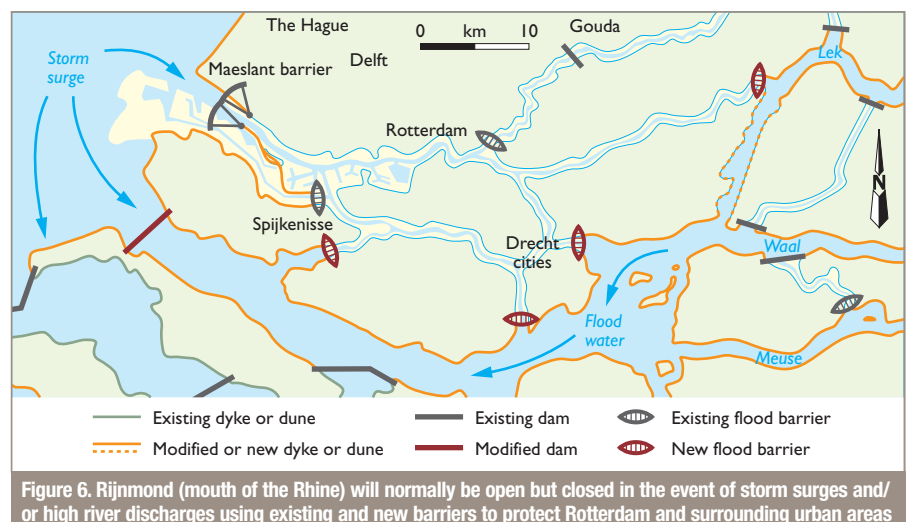 The Hague
0 km 10
Gouda
Storm
surge
Delft
Lek
Maeslant barrier
Rotterdam
N
Spijkenisse
Drecht
cities
Waal
Flood
water
Meuse
Existing dyke or dune
Existing dam
Existing flood barrier
Modified or new dyke or dune
Modified dam
New flood barrier
Figure 6. Rijnmond (mouth of the Rhine) will normally be open but closed in the event of storm surges and/
or high river discharges using existing and new barriers to protect Rotterdam and surrounding urban areas